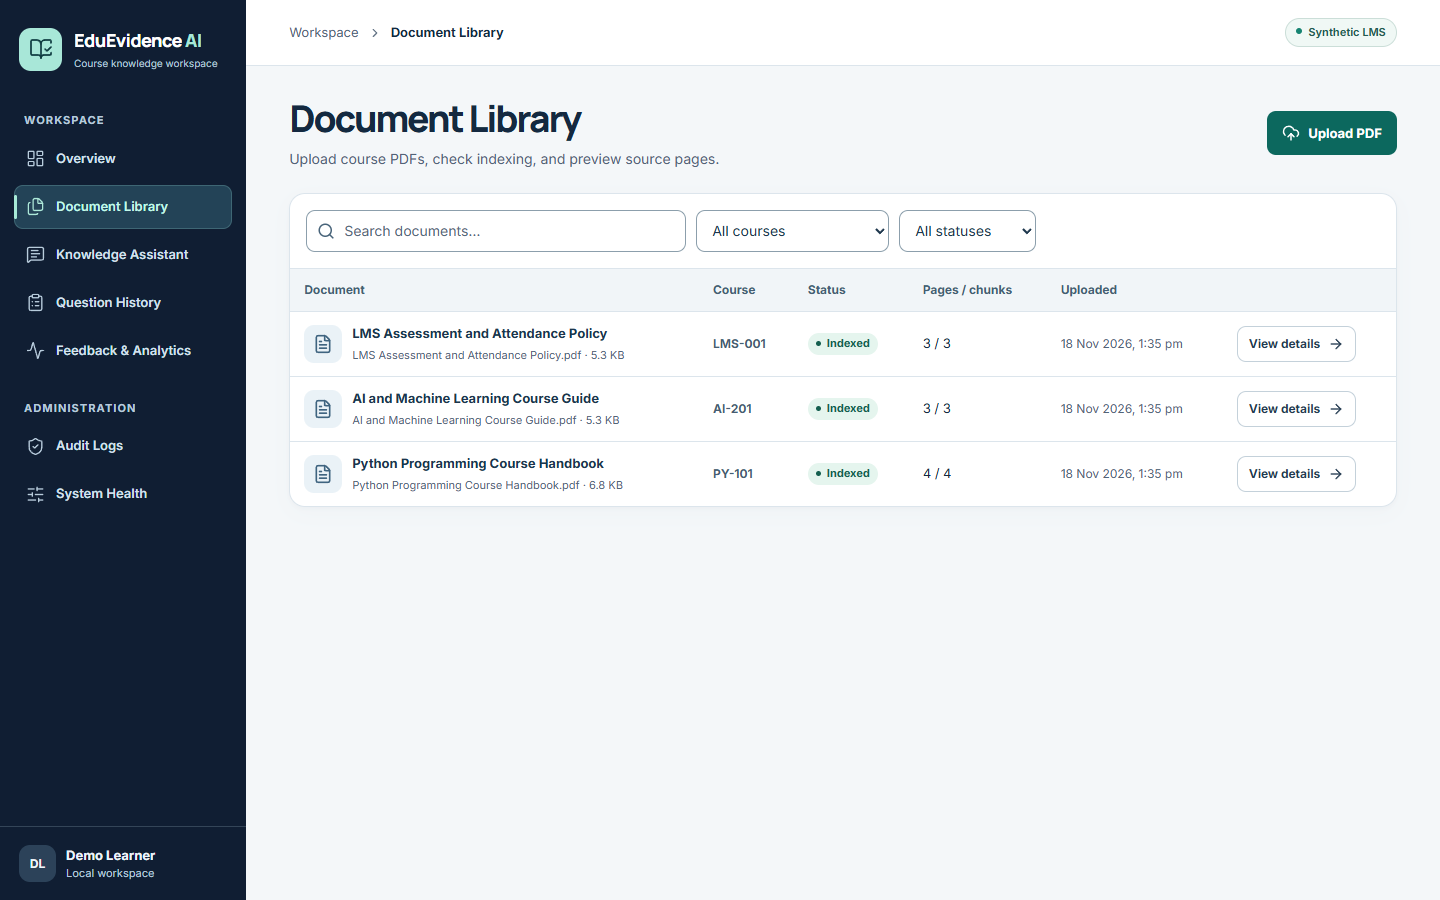 EduEvidence AI
Course knowledge workspace
WORKSPACE
Overview
Document Library
Knowledge Assistant
Question History
Feedback & Analytics
ADMINISTRATION
Audit Logs
System Health
DL
Demo Learner
Local workspace
Workspace > Document Library
Synthetic LMS
Document Library
Upload course PDFs, check indexing, and preview source pages.
Upload PDF
Search documents...
All courses
All statuses
Document Course Status Pages / chunks Uploaded
LMS Assessment and Attendance Policy
LMS Assessment and Attendance Policy.pdf · 5.3 KB
LMS-001 Indexed 3 / 3 18 Nov 2026, 1:35 pm View details
AI and Machine Learning Course Guide
AI and Machine Learning Course Guide.pdf · 5.3 KB
AI-201 Indexed 3 / 3 18 Nov 2026, 1:35 pm View details
Python Programming Course Handbook
Python Programming Course Handbook.pdf · 6.8 KB
PY-101 Indexed 4 / 4 18 Nov 2026, 1:35 pm View details